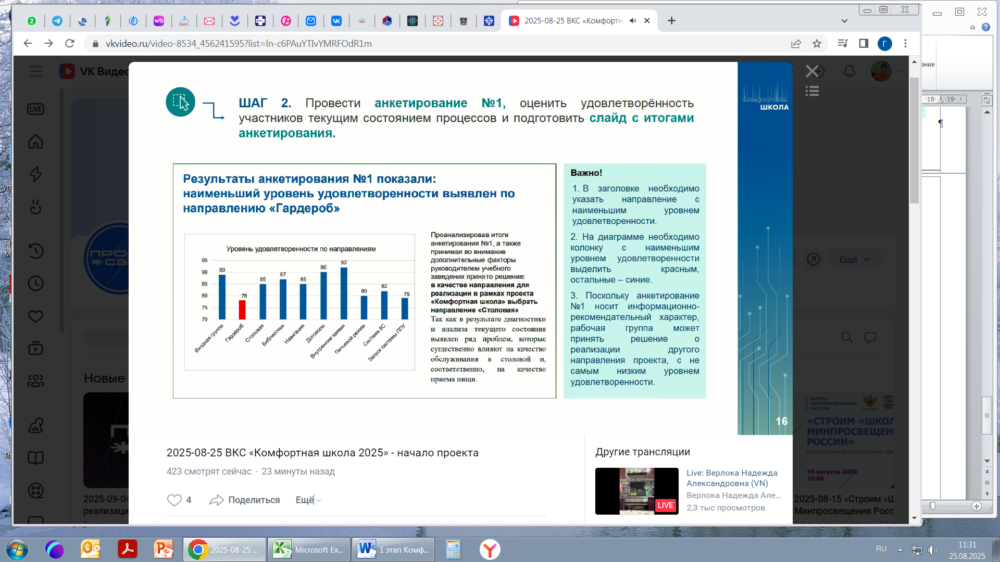 2025-08-25 ВКС «Комфортн
vkvideo.ru/video-8534_456241595?list=ln-c6PAuYTIvYMRFOdR1m
Г
VK Видео
LIVE
ШАГ 2. Провести анкетирование №1, оценить удовлетворённость
участников текущим состоянием процессов и подготовить слайд с итогами
анкетирования.
Комфортная
ШКОЛА
Результаты анкетирования №1 показали:
наименьший уровень удовлетворенности выявлен по
направлению «Гардероб»
Уровень удовлетворенности по направлениям
95
90
85
80
75
70
89
78
85
87
85
90
92
80
82
79
Входная группа
Гардероб
Столовая
Библиотека
Навигация
Договоры
Внутренние заявки
Питьевой режим
Система 5С
Запуск системы ППУ
Проанализировав итоги
анкетирования №1, а также
принимая во внимание
дополнительные факторы
руководителем учебного
заведения принято решение:
в качестве направления для
реализации в рамках проекта
«Комфортная школа» выбрать
направление «Столовая»
Так как в результате диагностики
и анализа текущего состояния
выявлен ряд проблем, которые
существенно влияют на качество
обслуживания в столовой и,
соответственно, на качество
приема пищи.
Важно!
1. В заголовке необходимо
указать направление с
наименьшим уровнем
удовлетворенности.
2. На диаграмме необходимо
колонку с наименьшим
уровнем удовлетворенности
выделить красным,
остальные – синие.
3. Поскольку анкетирование
№1 носит информационно-
рекомендательный характер,
рабочая группа может
принять решение о
реализации другого
направления проекта, с не
самым низким уровнем
удовлетворенности.
16
Ещё
Новые
2025-08-25 ВКС «Комфортная школа 2025» - начало проекта
423 смотрят сейчас · 23 минуты назад
4 Поделиться Ещё
Другие трансляции
LIVE
Live: Верлока Надежда
Александровна (VN)
Верлока Надежда Але...
2,3 тыс просмотров
ШКОЛА
МИНПРОСВЕЩЕНИЯ
РОССИИ
«СТРОИМ «ШКОЛ
МИНПРОСВЕЩЕН
РОССИИ»
15 августа 2025
10:00
2025-09-04
реализаци
2025-08-15 «Строим «Ш
Минпросвещения Росс
·18· ·19·
2025-08-25 ...
Microsoft Ex...
1 этап Комф...
RU
11:31
25.08.2025